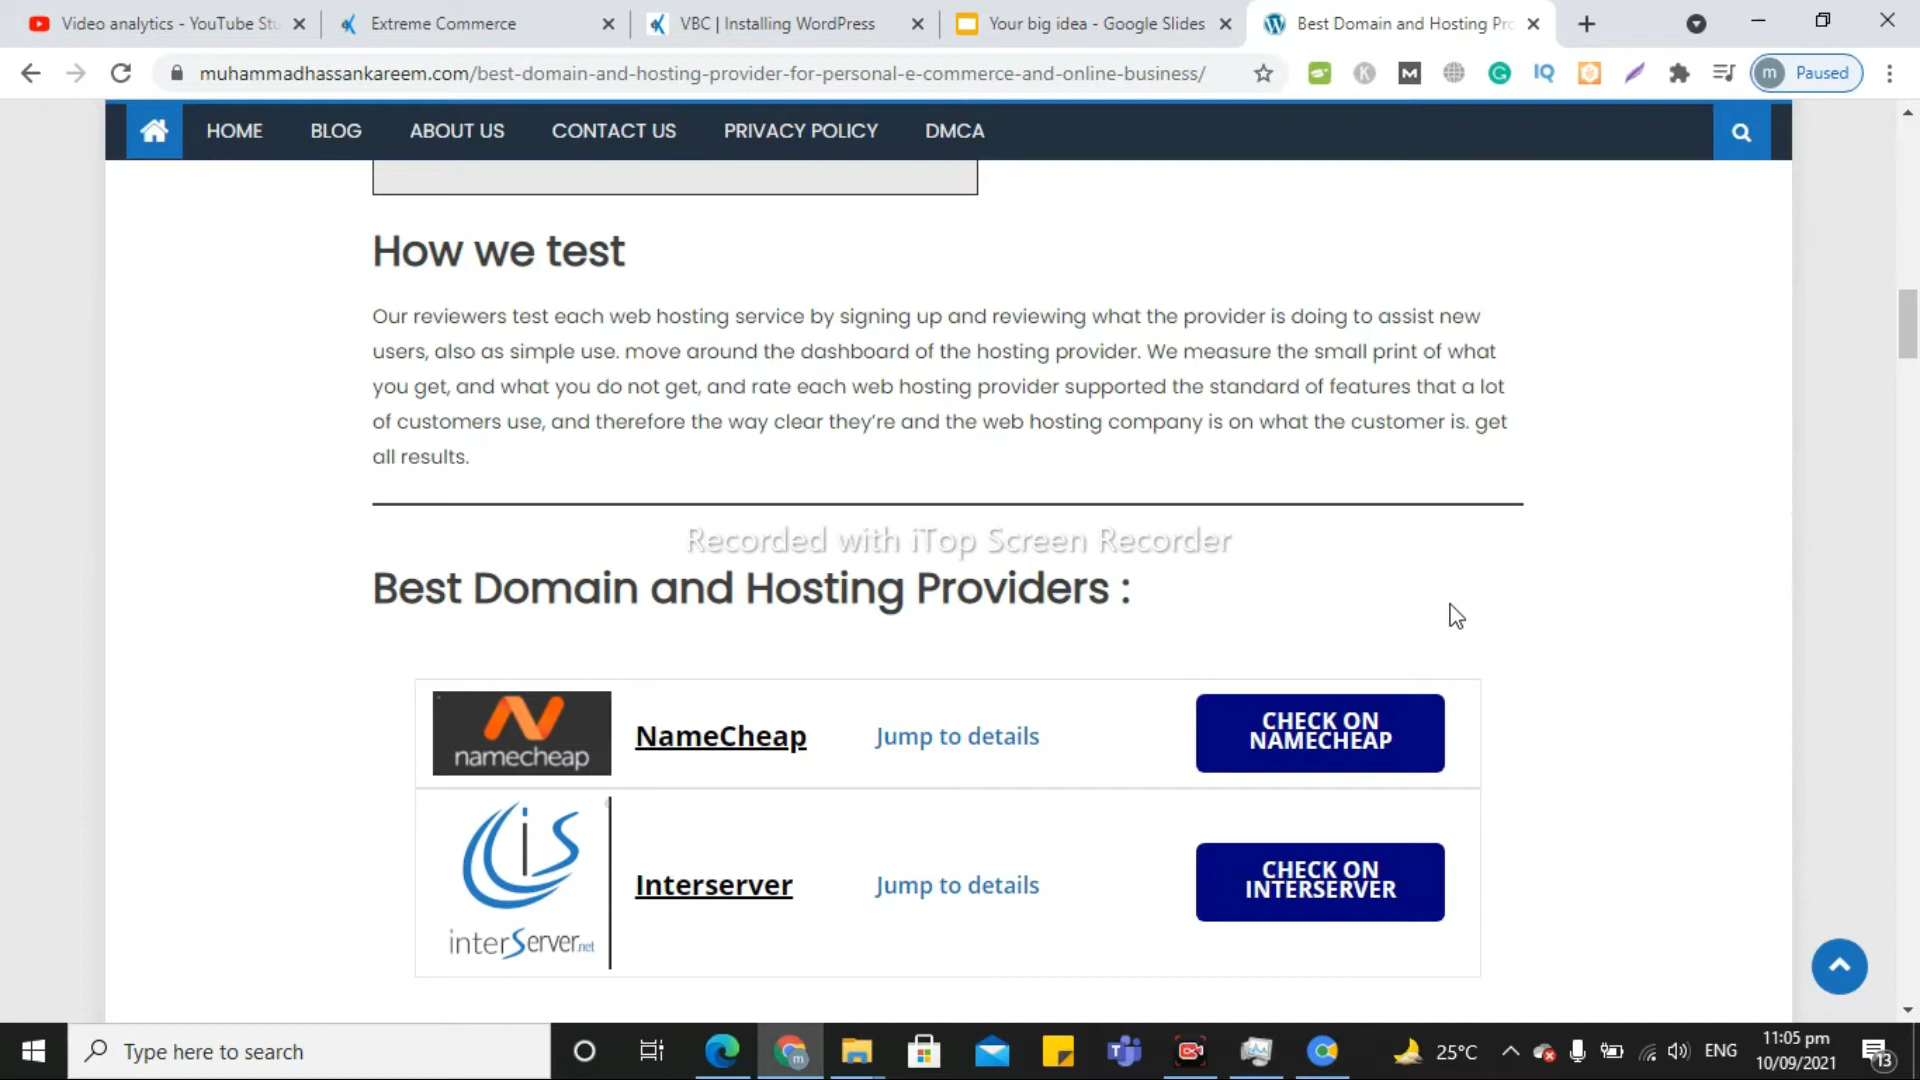 Video analytics - YouTube Stu
Extreme Commerce
VBC | Installing WordPress
Your big idea - Google Slides
Best Domain and Hosting Pro
muhammadhassankareem.com/best-domain-and-hosting-provider-for-personal-e-commerce-and-online-business/
K
M
G
IQ
m Paused
HOME
BLOG
ABOUT US
CONTACT US
PRIVACY POLICY
DMCA
How we test
Our reviewers test each web hosting service by signing up and reviewing what the provider is doing to assist new
users, also as simple use. move around the dashboard of the hosting provider. We measure the small print of what
you get, and what you do not get, and rate each web hosting provider supported the standard of features that a lot
of customers use, and therefore the way clear they're and the web hosting company is on what the customer is. get
all results.
Recorded with iTop Screen Recorder
Best Domain and Hosting Providers :
namecheap
NameCheap
Jump to details
CHECK ON
NAMECHEAP
is
interServer.net
Interserver
Jump to details
CHECK ON
INTERSERVER
Type here to search
m
T
25°C
ENG
11:05 pm
10/09/2021
13